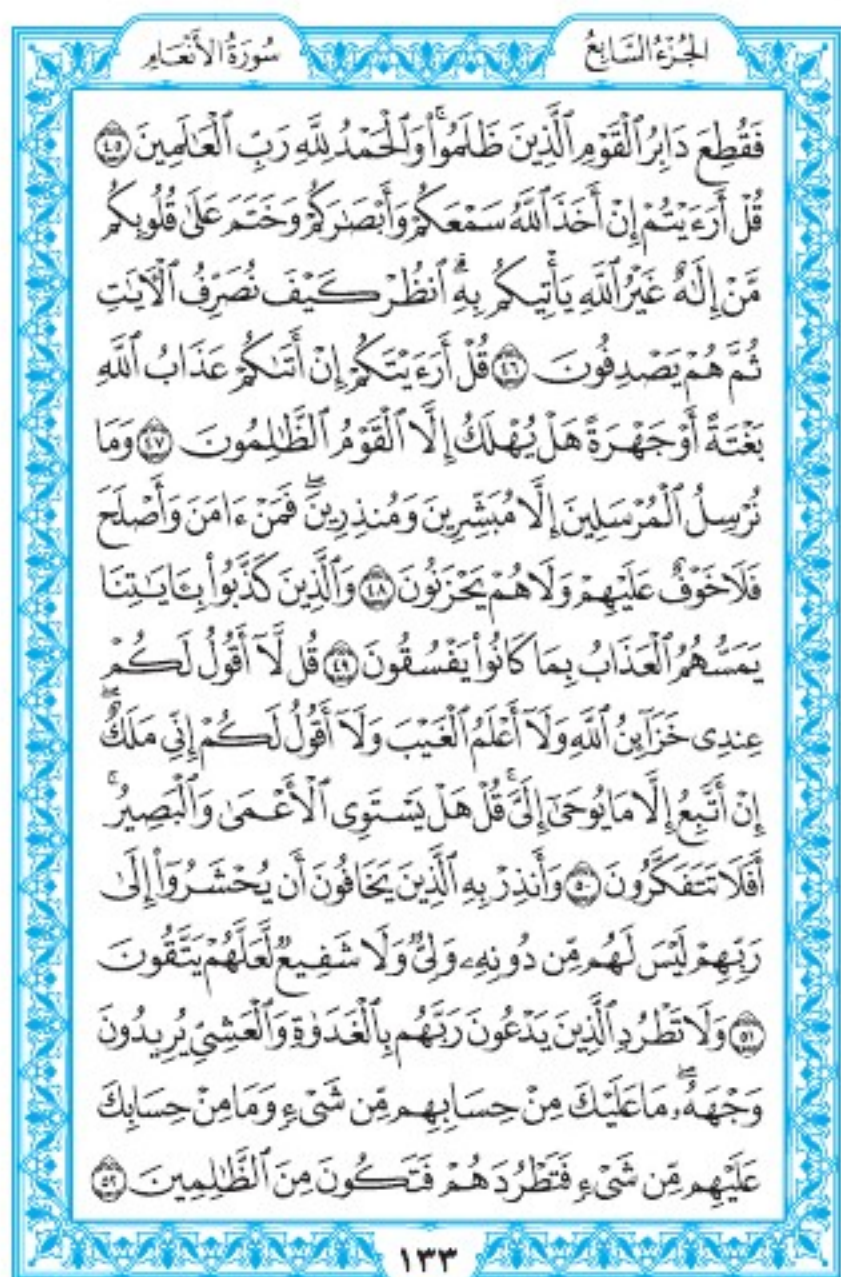 الجُزْءُ السَّابِعُ سُورَةُ الأَنْعَامِ
فَقُطِعَ دَابِرُ ٱلْقَوْمِ ٱلَّذِينَ ظَلَمُوا۟ ۚ وَٱلْحَمْدُ لِلَّهِ رَبِّ ٱلْعَـٰلَمِينَ ٤٥
قُلْ أَرَءَيْتُمْ إِنْ أَخَذَ ٱللَّهُ سَمْعَكُمْ وَأَبْصَـٰرَكُمْ وَخَتَمَ عَلَىٰ قُلُوبِكُم
مَّنْ إِلَـٰهٌ غَيْرُ ٱللَّهِ يَأْتِيكُم بِهِ ۗ ٱنظُرْ كَيْفَ نُصَرِّفُ ٱلْـَٔايَـٰتِ
ثُمَّ هُمْ يَصْدِفُونَ ٤٦ قُلْ أَرَءَيْتَكُمْ إِنْ أَتَىٰكُمْ عَذَابُ ٱللَّهِ
بَغْتَةً أَوْ جَهْرَةً هَلْ يُهْلَكُ إِلَّا ٱلْقَوْمُ ٱلظَّـٰلِمُونَ ٤٧ وَمَا
نُرْسِلُ ٱلْمُرْسَلِينَ إِلَّا مُبَشِّرِينَ وَمُنذِرِينَ ۖ فَمَنْ ءَامَنَ وَأَصْلَحَ
فَلَا خَوْفٌ عَلَيْهِمْ وَلَا هُمْ يَحْزَنُونَ ٤٨ وَٱلَّذِينَ كَذَّبُوا۟ بِـَٔايَـٰتِنَا
يَمَسُّهُمُ ٱلْعَذَابُ بِمَا كَانُوا۟ يَفْسُقُونَ ٤٩ قُل لَّآ أَقُولُ لَكُمْ
عِندِى خَزَآئِنُ ٱللَّهِ وَلَآ أَعْلَمُ ٱلْغَيْبَ وَلَآ أَقُولُ لَكُمْ إِنِّى مَلَكٌ ۖ
إِنْ أَتَّبِعُ إِلَّا مَا يُوحَىٰٓ إِلَىَّ ۚ قُلْ هَلْ يَسْتَوِى ٱلْأَعْمَىٰ وَٱلْبَصِيرُ ۚ
أَفَلَا تَتَفَكَّرُونَ ٥٠ وَأَنذِرْ بِهِ ٱلَّذِينَ يَخَافُونَ أَن يُحْشَرُوٓا۟ إِلَىٰ
رَبِّهِمْ لَيْسَ لَهُم مِّن دُونِهِۦ وَلِىٌّ وَلَا شَفِيعٌ لَّعَلَّهُمْ يَتَّقُونَ
٥١ وَلَا تَطْرُدِ ٱلَّذِينَ يَدْعُونَ رَبَّهُم بِٱلْغَدَوٰةِ وَٱلْعَشِىِّ يُرِيدُونَ
وَجْهَهُۥ ۖ مَا عَلَيْكَ مِنْ حِسَابِهِم مِّن شَىْءٍ وَمَا مِنْ حِسَابِكَ
عَلَيْهِم مِّن شَىْءٍ فَتَطْرُدَهُمْ فَتَكُونَ مِنَ ٱلظَّـٰلِمِينَ ٥٢
١٣٣